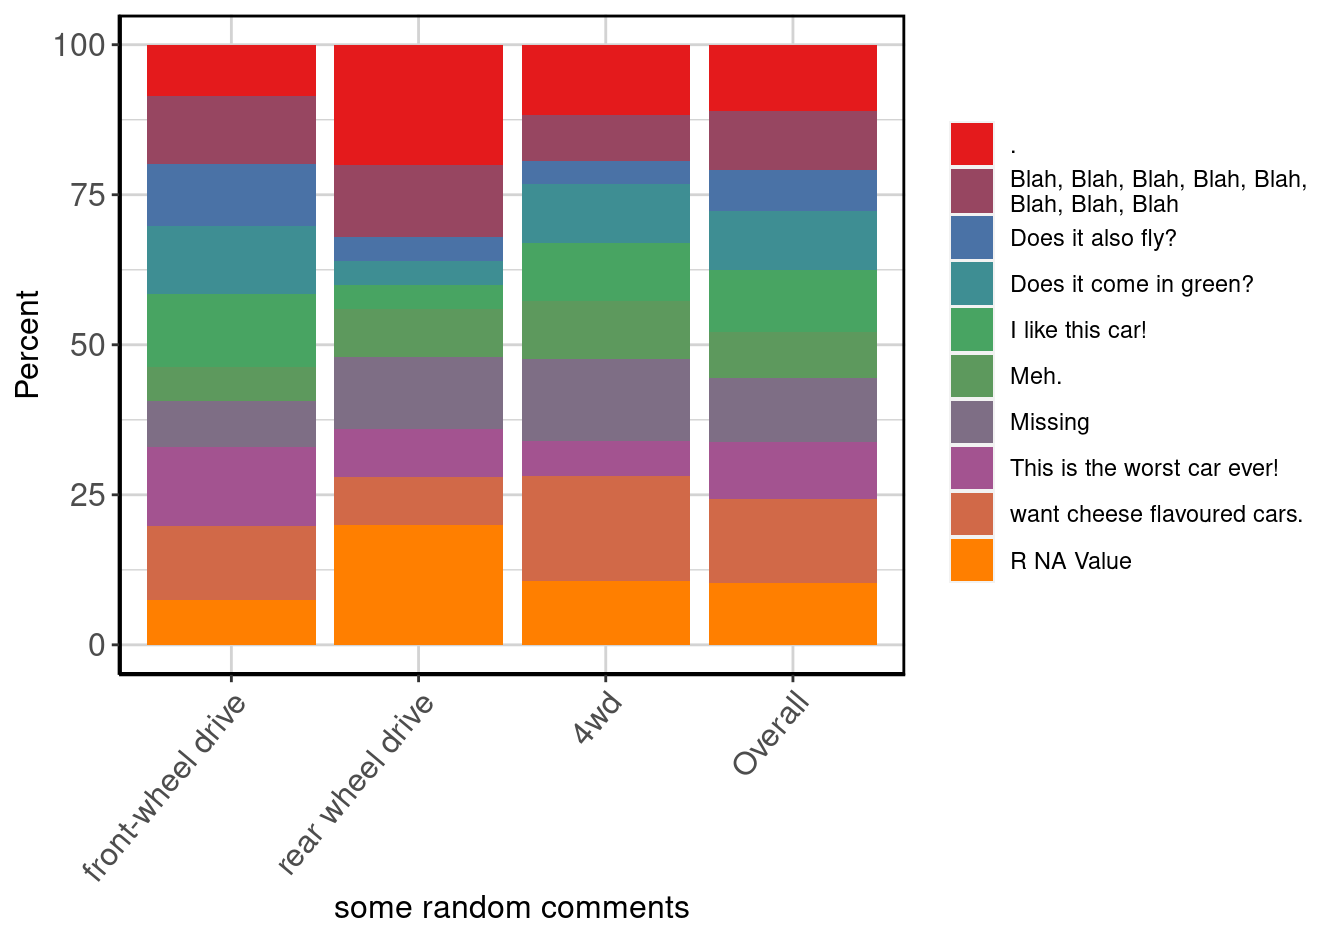 100
75
50
25
0
Percent
front-wheel drive
rear wheel drive
4wd
Overall
some random comments
.
Blah, Blah, Blah, Blah, Blah,
Blah, Blah, Blah
Does it also fly?
Does it come in green?
I like this car!
Meh.
Missing
This is the worst car ever!
want cheese flavoured cars.
R NA Value